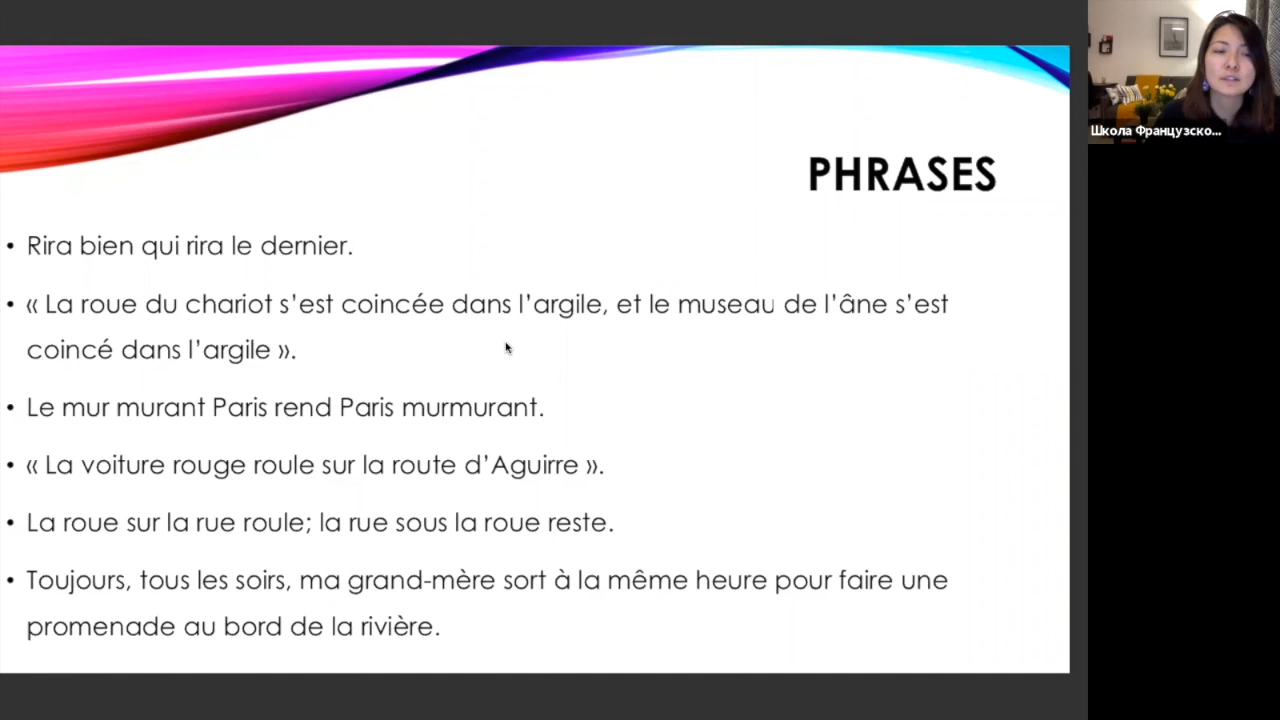 Школа Французско...
PHRASES
• Rira bien qui rira le dernier.
• « La roue du chariot s’est coincée dans l’argile, et le museau de l’âne s’est
coincé dans l’argile ».
• Le mur murant Paris rend Paris murmurant.
• « La voiture rouge roule sur la route d’Aguirre ».
• La roue sur la rue roule; la rue sous la roue reste.
• Toujours, tous les soirs, ma grand-mère sort à la même heure pour faire une
promenade au bord de la rivière.